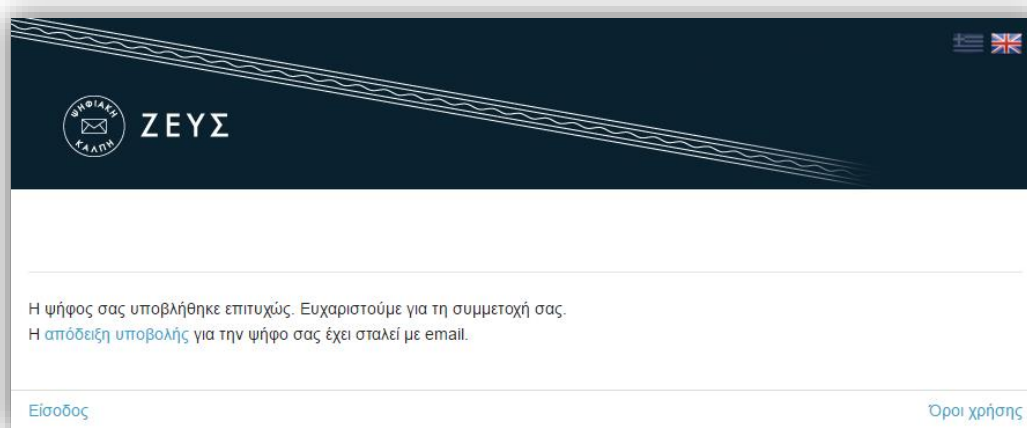 ΨΗΦΙΑΚΗ
ΚΑΛΠΗ
ΖΕΥΣ
Η ψήφος σας υποβλήθηκε επιτυχώς. Ευχαριστούμε για τη συμμετοχή σας.
Η απόδειξη υποβολής για την ψήφο σας έχει σταλεί με email.
Είσοδος
Όροι χρήσης